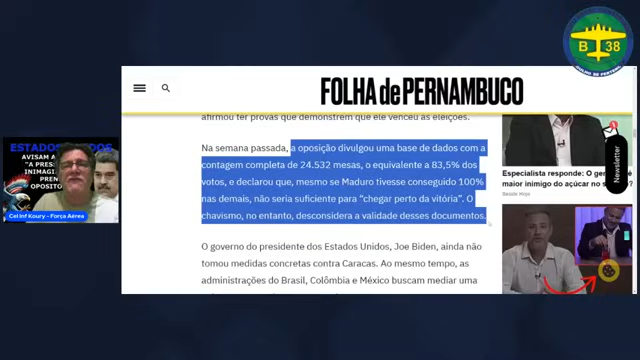 B 38
FOLHA de PERNAMBUCO
afirmou ter provas que demonstrem que ele venceu as eleições.
Na semana passada, a oposição divulgou uma base de dados com a
contagem completa de 24.532 mesas, o equivalente a 83,5% dos
votos, e declarou que, mesmo se Maduro tivesse conseguido 100%
nas demais, não seria suficiente para “chegar perto da vitória”. O
chavismo, no entanto, desconsidera a validade desses documentos.
O governo do presidente dos Estados Unidos, Joe Biden, ainda não
tomou medidas concretas contra Caracas. Ao mesmo tempo, as
administrações do Brasil, Colômbia e México buscam mediar uma
ESTADOS
AVISAM A
"A PRES
INIMAGI
PREN
OPOSITO
Cel Inf Koury - Força Aérea
Newsletter
Especialista responde: O ge
maior inimigo do açúcar no s
Saúde Hoje